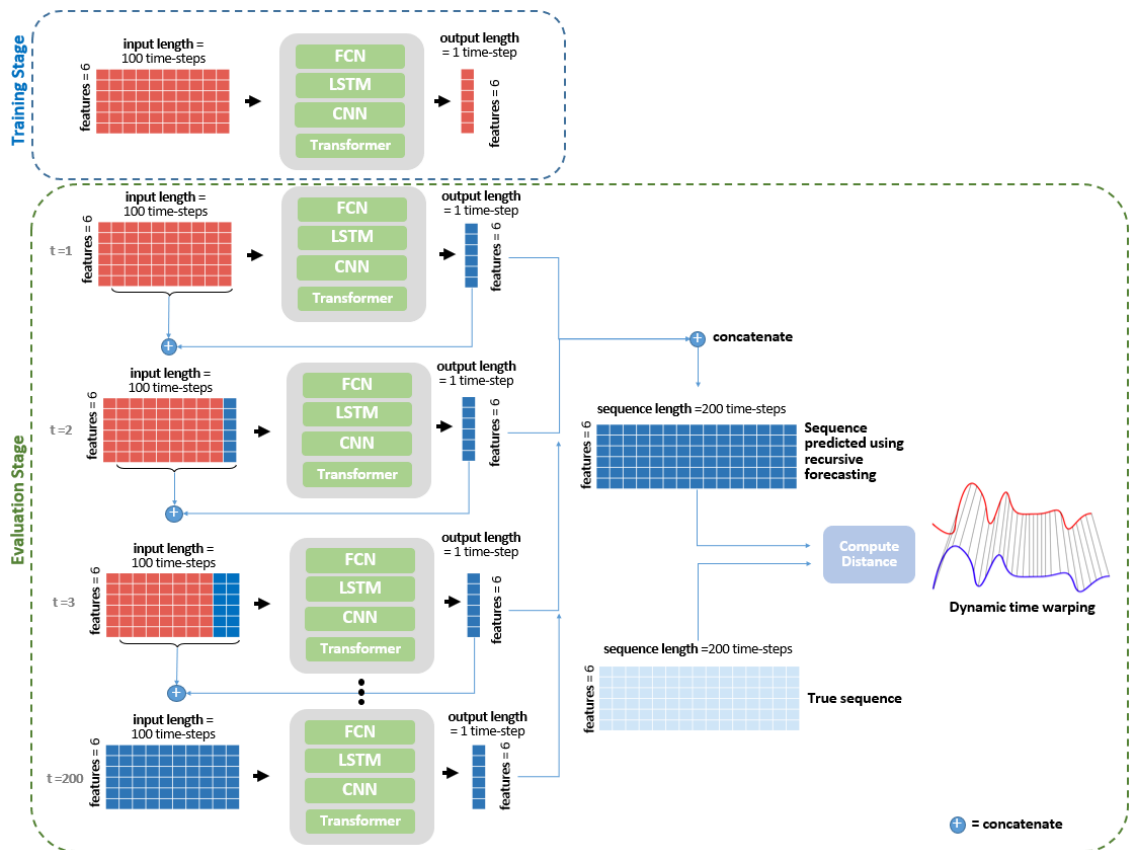 Training Stage
input length =
100 time-steps
features = 6
FCN
LSTM
CNN
Transformer
output length
= 1 time-step
features = 6
Evaluation Stage
t =1
input length =
100 time-steps
features = 6
FCN
LSTM
CNN
Transformer
output length
= 1 time-step
features = 6
+
t =2
input length =
100 time-steps
features = 6
FCN
LSTM
CNN
Transformer
output length
= 1 time-step
features = 6
+
t =3
input length =
100 time-steps
features = 6
FCN
LSTM
CNN
Transformer
output length
= 1 time-step
features = 6
+
t =200
input length =
100 time-steps
features = 6
FCN
LSTM
CNN
Transformer
output length
= 1 time-step
features = 6
+ concatenate
sequence length =200 time-steps
features = 6
Sequence
predicted using
recursive
forecasting
Compute
Distance
Dynamic time warping
sequence length =200 time-steps
features = 6
True sequence
+ = concatenate